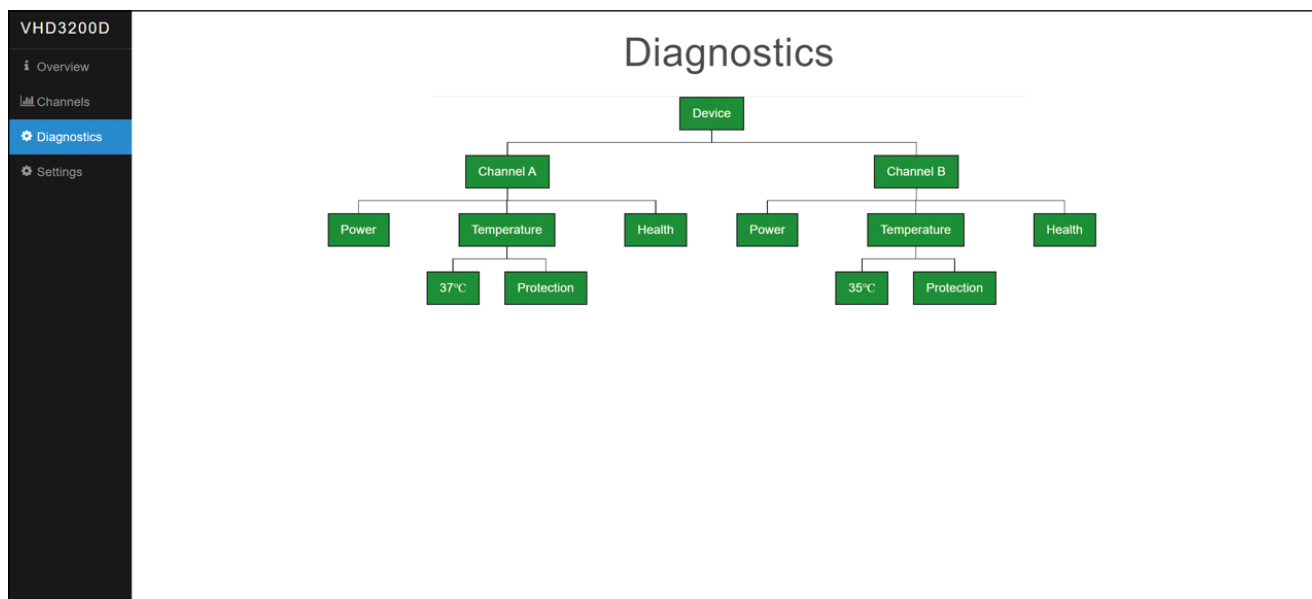 VHD3200D
Overview
Channels
Diagnostics
Settings
Diagnostics
Device
Channel A
Channel B
Power
Temperature
Health
Power
Temperature
Health
37℃
Protection
35℃
Protection